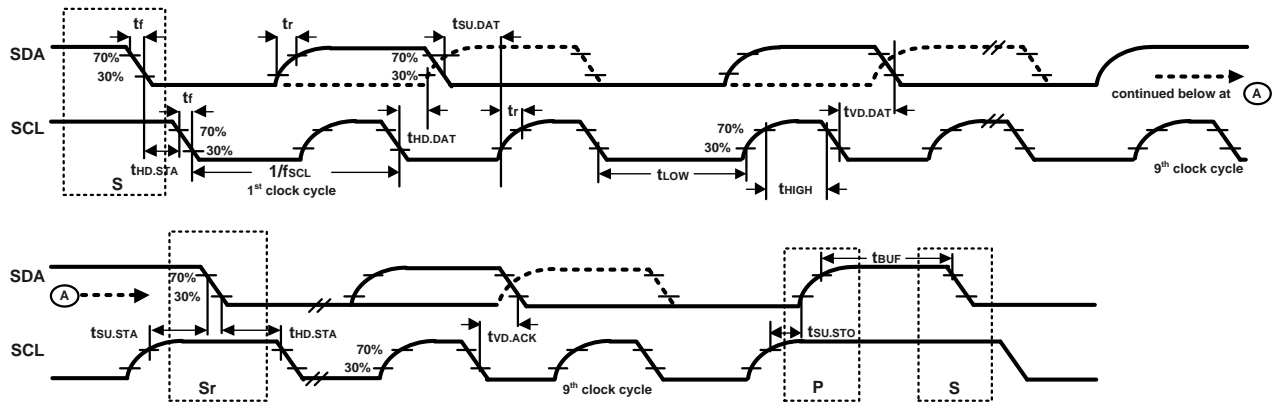 tf
tr
tSU.DAT
SDA
70%
30%
70%
30%
continued below at A
tf
tr
tHD.DAT
tVD.DAT
SCL
70%
30%
70%
30%
tHD.STA
S
1/fSCL
1st clock cycle
tLOW
tHIGH
9th clock cycle
SDA
70%
30%
A
tBUF
tSU.STA
tHD.STA
tVD.ACK
tSU.STO
SCL
70%
30%
Sr
9th clock cycle
P
S